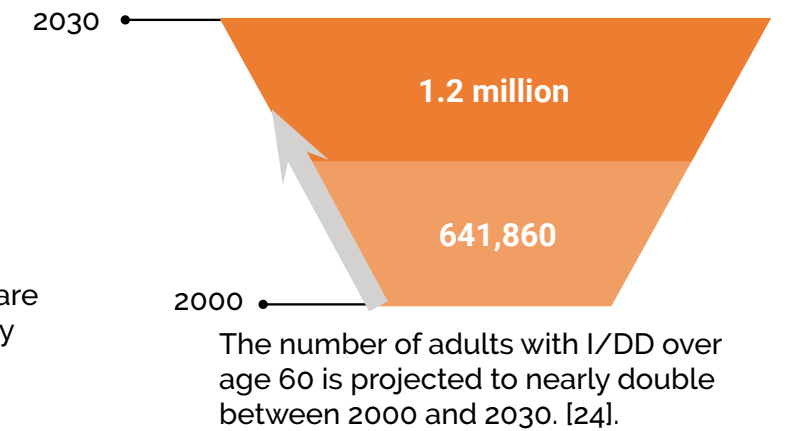 2030
1.2 million
641,860
are
2000
y
The number of adults with I/DD over
age 60 is projected to nearly double
between 2000 and 2030. [24].